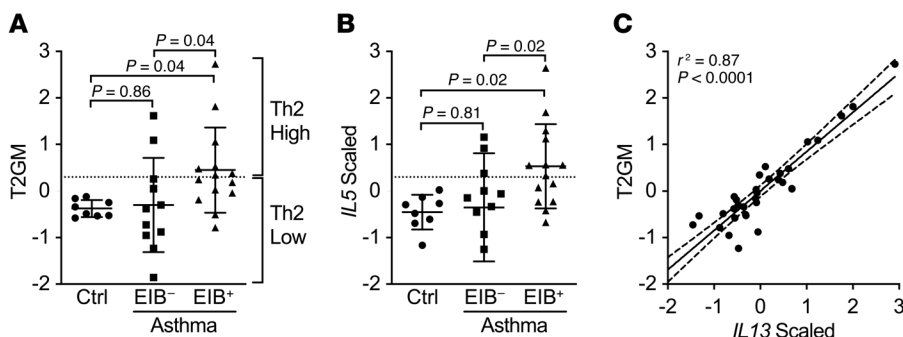 A
T2GM
3
2
1
0
-1
-2
P = 0.04
P = 0.04
P = 0.86
Th2
High
Th2
Low
Ctrl
EIB⁻
EIB⁺
Asthma
B
IL5 Scaled
3
2
1
0
-1
-2
P = 0.02
P = 0.02
P = 0.81
Ctrl
EIB⁻
EIB⁺
Asthma
C
T2GM
3
2
1
0
-1
-2
r² = 0.87
P < 0.0001
-2 -1 0 1 2 3
IL13 Scaled